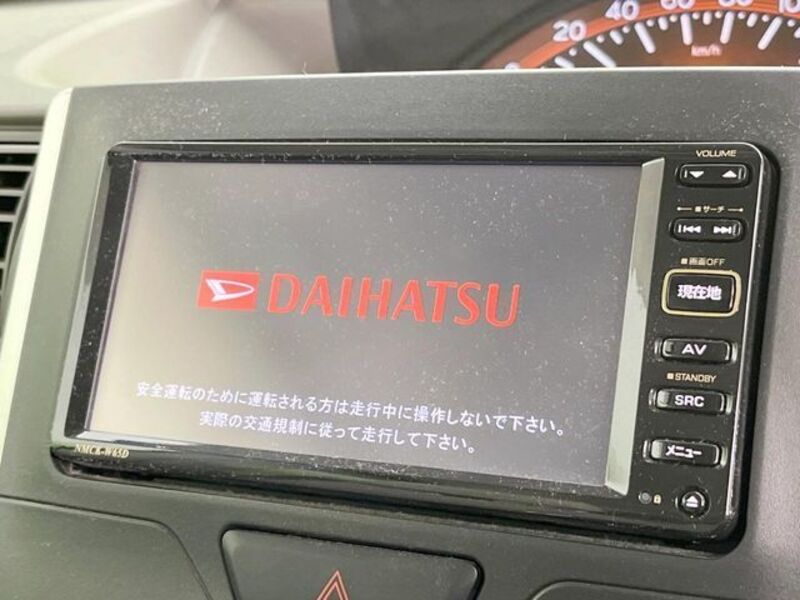 20 40 60 80 10
km/h
VOLUME
サーチ
画面OFF
現在地
AV
STANDBY
SRC
メニュー
DAIHATSU
安全運転のために運転される方は走行中に操作しないで下さい。
実際の交通規制に従って走行して下さい。
NMCK-W65D